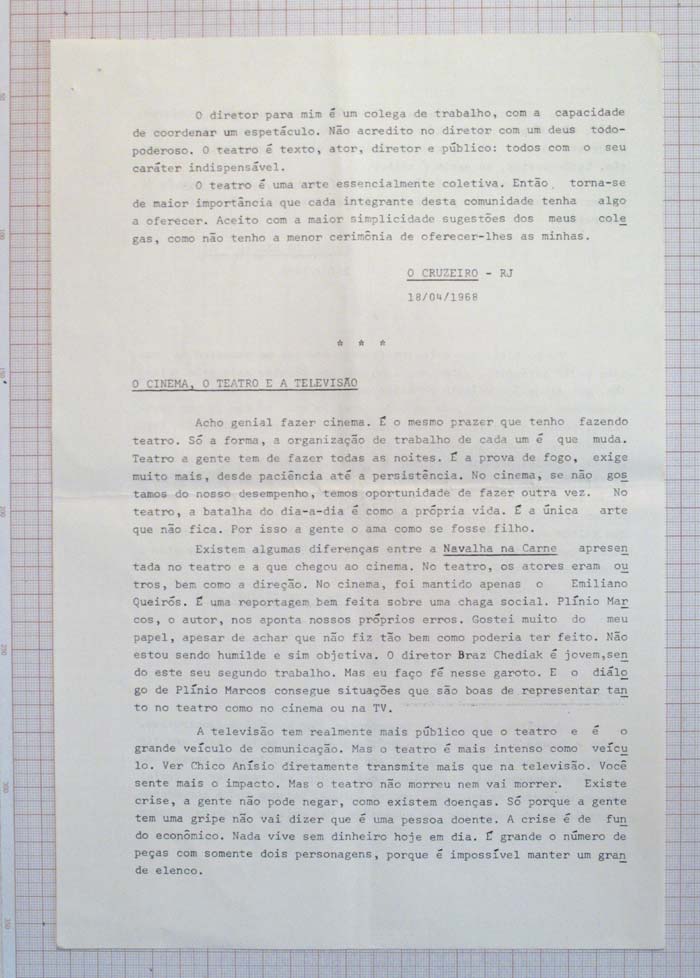 O diretor para mim é um colega de trabalho, com a capacidade
de coordenar um espetáculo. Não acredito no diretor com um deus todo-
poderoso. O teatro é texto, ator, diretor e público: todos com o seu
caráter indispensável.
O teatro é uma arte essencialmente coletiva. Então, torna-se
de maior importância que cada integrante desta comunidade tenha algo
a oferecer. Aceito com a maior simplicidade sugestões dos meus cole
gas, como não tenho a menor cerimônia de oferecer-lhes as minhas.
O CRUZEIRO - RJ
18/04/1968
* * *
O CINEMA, O TEATRO E A TELEVISÃO
Acho genial fazer cinema. É o mesmo prazer que tenho fazendo
teatro. Só a forma, a organização de trabalho de cada um é que muda.
Teatro a gente tem de fazer todas as noites. É a prova de fogo, exige
muito mais, desde paciência até a persistência. No cinema, se não gos
tamos do nosso desempenho, temos oportunidade de fazer outra vez. No
teatro, a batalha do dia-a-dia é como a própria vida. É a única arte
que não fica. Por isso a gente o ama como se fosse filho.
Existem algumas diferenças entre a Navalha na Carne apresen
tada no teatro e a que chegou ao cinema. No teatro, os atores eram ou
tros, bem como a direção. No cinema, foi mantido apenas o Emiliano
Queirós. É uma reportagem bem feita sobre uma chaga social. Plínio Mar
cos, o autor, nos aponta nossos próprios erros. Gostei muito do meu
papel, apesar de achar que não fiz tão bem como poderia ter feito. Não
estou sendo humilde e sim objetiva. O diretor Braz Chediak é jovem,sen
do este seu segundo trabalho. Mas eu faço fé nesse garoto. E o diálo
go de Plínio Marcos consegue situações que são boas de representar tan
to no teatro como no cinema ou na TV.
A televisão tem realmente mais público que o teatro e é o
grande veículo de comunicação. Mas o teatro é mais intenso como veícu
lo. Ver Chico Anísio diretamente transmite mais que na televisão. Você
sente mais o impacto. Mas o teatro não morreu nem vai morrer. Existe
crise, a gente não pode negar, como existem doenças. Só porque a gente
tem uma gripe não vai dizer que é uma pessoa doente. A crise é de fun
do econômico. Nada vive sem dinheiro hoje em dia. É grande o número de
peças com somente dois personagens, porque é impossível manter um gran
de elenco.